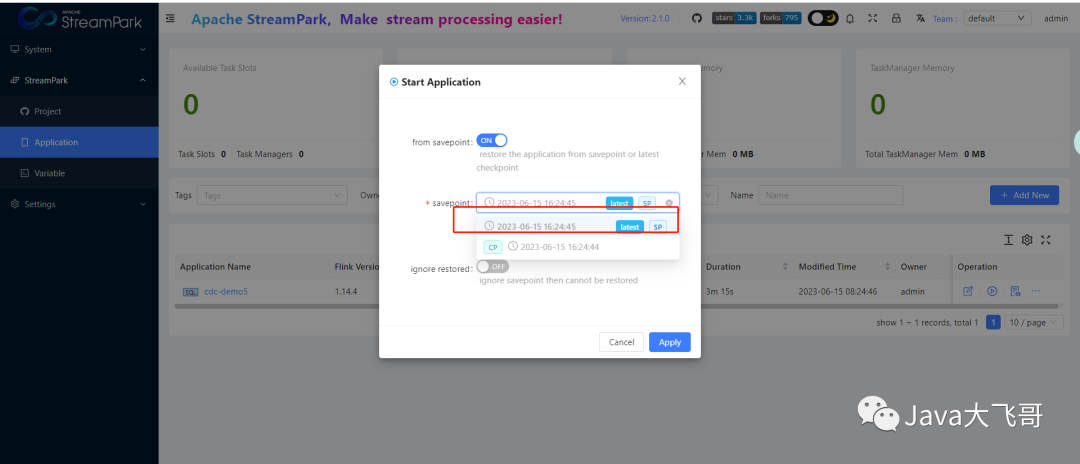 APACHE
StreamPark
Apache StreamPark, Make stream processing easier!
Version:2.1.0
stars 3.3k forks 795
Team : default
admin
System
StreamPark
Project
Application
Variable
Settings
Available Task Slots
emory
TaskManager Memory
0
0
Task Slots 0 Task Managers 0
r Mem 0 MB
Total TaskManager Mem 0 MB
Start Application
from savepoint: ON
restore the application from savepoint or latest
checkpoint
* savepoint: 2023-06-15 16:24:45 latest SP
2023-06-15 16:24:45 latest SP
CP 2023-06-15 16:24:44
ignore restored: OFF
ignore savepoint then cannot be restored
Cancel Apply
Tags Tags Owne
Name Name
+ Add New
Application Name Flink Versio Duration Modified Time Owner Operation
SQL cdc-demo5 1.14.4 3m 15s 2023-06-15 08:24:46 admin ···
show 1 ~ 1 records, total 1 1 10 / page
Java大飞哥